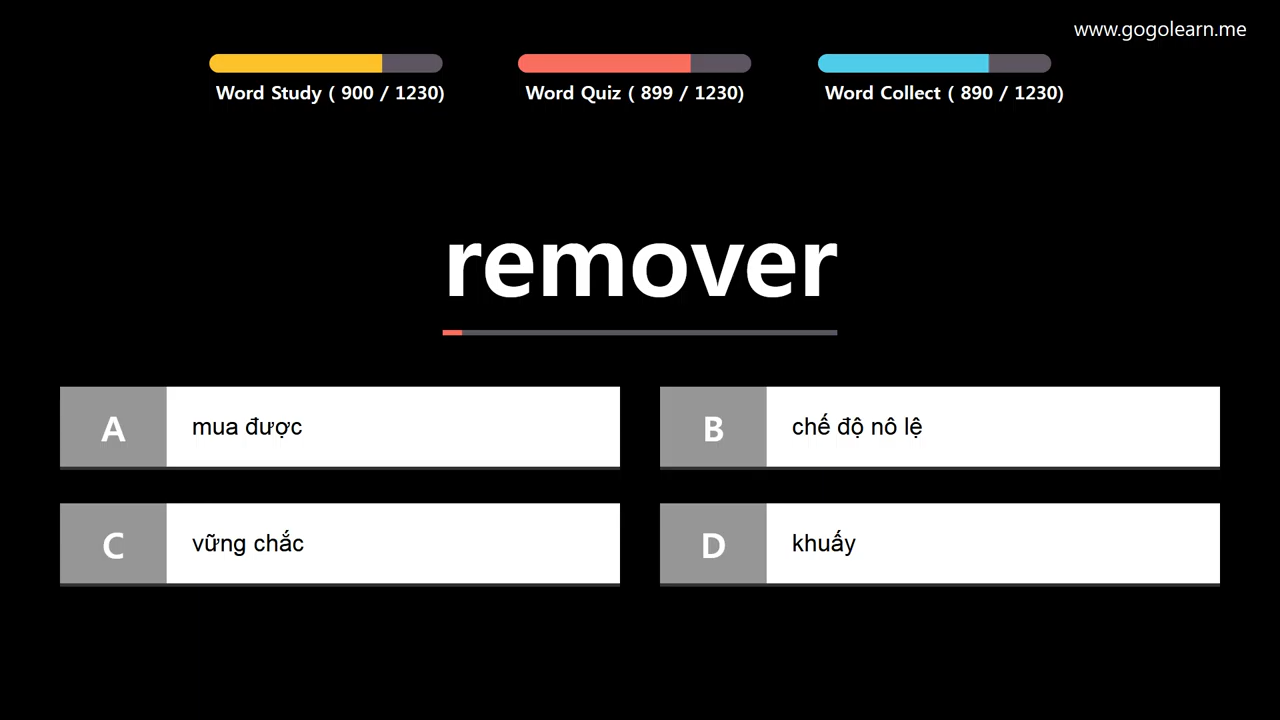 www.gogolearn.me
Word Study ( 900 / 1230)
Word Quiz ( 899 / 1230)
Word Collect ( 890 / 1230)
remover
A mua được
B chế độ nô lệ
C vững chắc
D khuấy